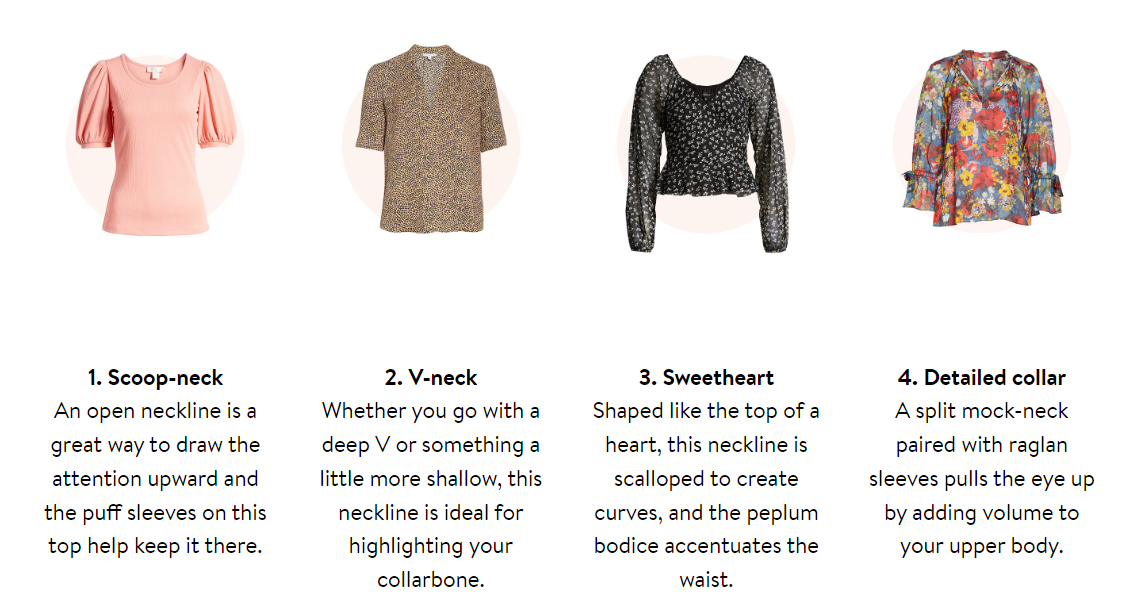 1. Scoop-neck
An open neckline is a
great way to draw the
attention upward and
the puff sleeves on this
top help keep it there.
2. V-neck
Whether you go with a
deep V or something a
little more shallow, this
neckline is ideal for
highlighting your
collarbone.
3. Sweetheart
Shaped like the top of a
heart, this neckline is
scalloped to create
curves, and the peplum
bodice accentuates the
waist.
4. Detailed collar
A split mock-neck
paired with raglan
sleeves pulls the eye up
by adding volume to
your upper body.